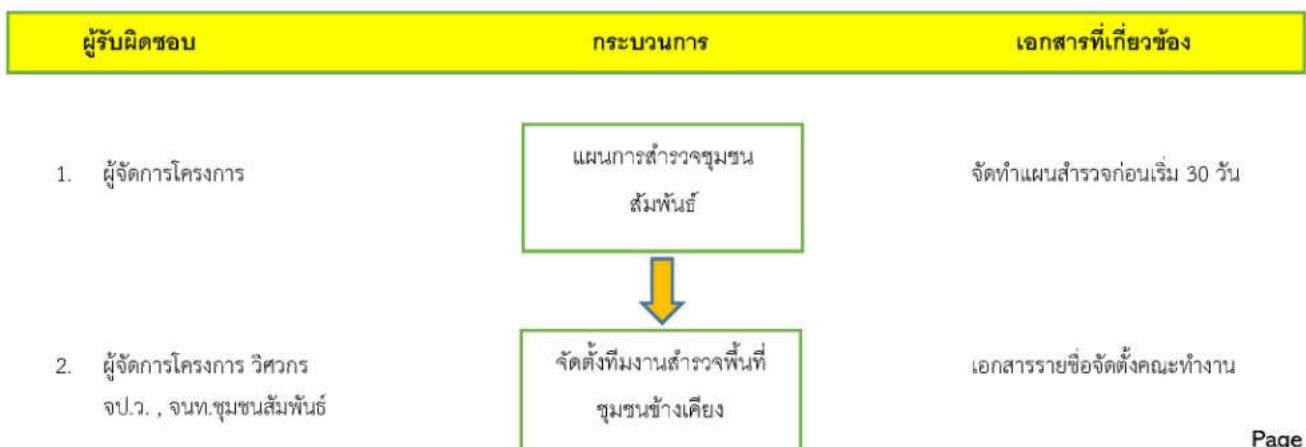 ผู้รับผิดชอบ กระบวนการ เอกสารที่เกี่ยวข้อง
แผนการสำรวจชุมชน
1. ผู้จัดการโครงการ จัดทำแผนสำรวจก่อนเริ่ม 30 วัน
สัมพันธ์
2. ผู้จัดการโครงการ วิศวกร จัดตั้งทีมงานสำรวจพื้นที่ เอกสารรายชื่อจัดตั้งคณะทำงาน
จป.ว. , จนท.ชุมชนสัมพันธ์ ชุมชนข้างเคียง
Page